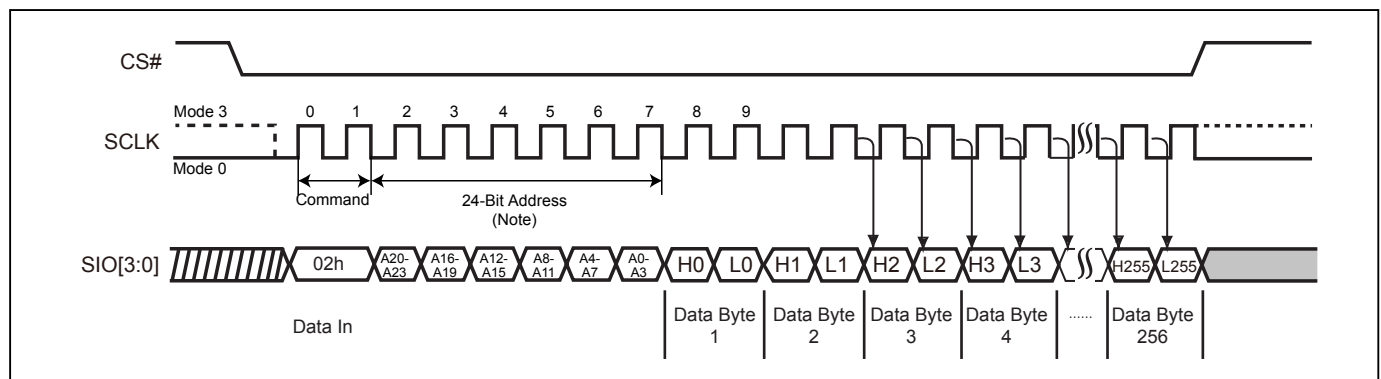 CS#
Mode 3 0 1 2 3 4 5 6 7 8 9
SCLK
Mode 0
Command
24-Bit Address
(Note)
SIO[3:0] 02h A20-A23 A16-A19 A12-A15 A8-A11 A4-A7 A0-A3 H0 L0 H1 L1 H2 L2 H3 L3 H255 L255
Data In
Data Byte 1 Data Byte 2 Data Byte 3 Data Byte 4 ...... Data Byte 256